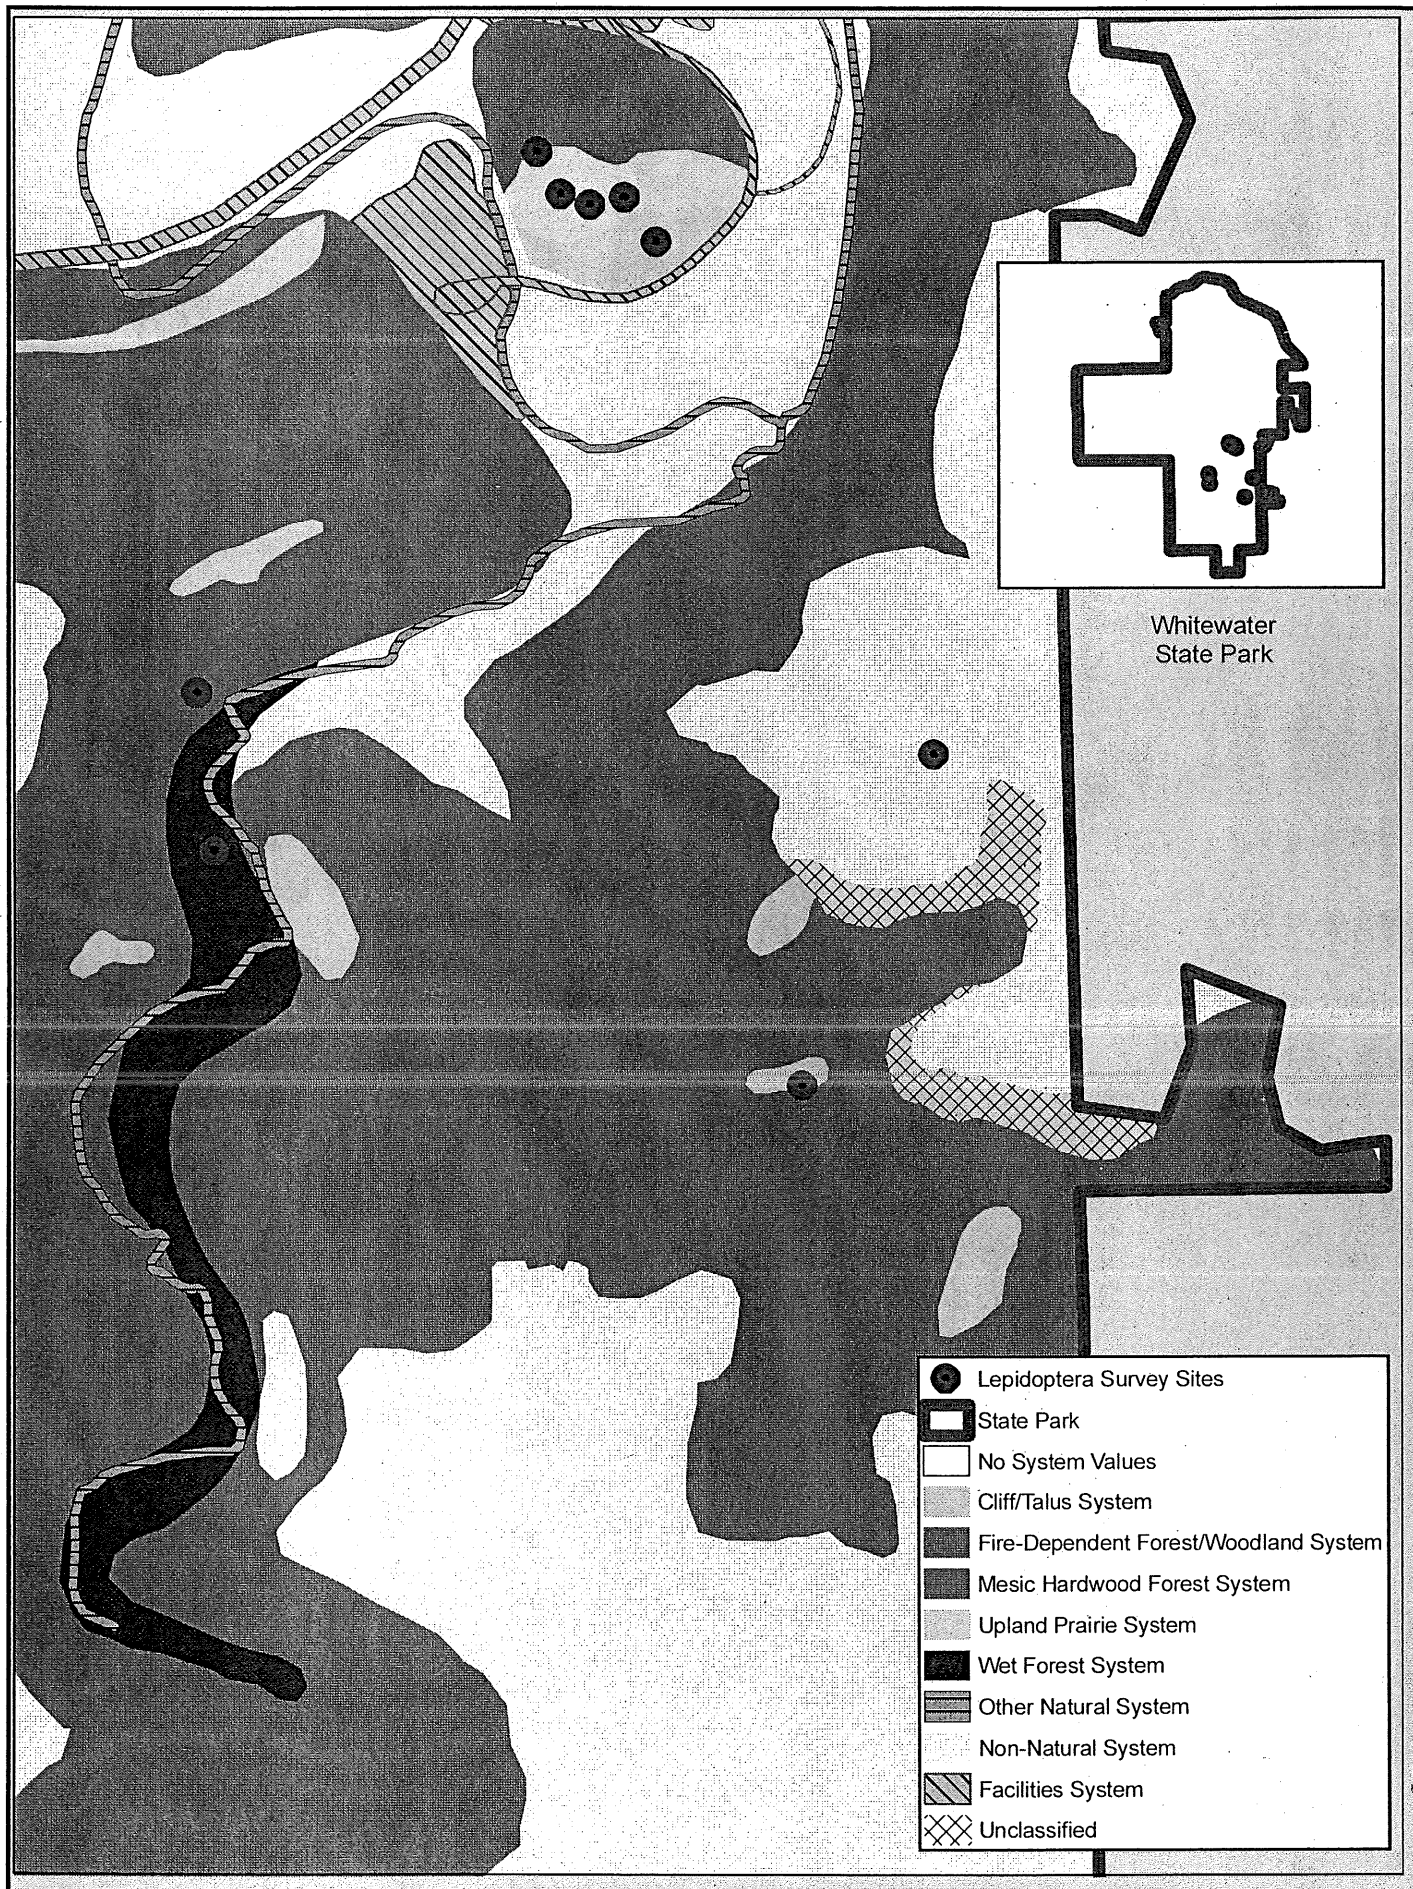 Whitewater
State Park
Lepidoptera Survey Sites
State Park
No System Values
Cliff/Talus System
Fire-Dependent Forest/Woodland System
Mesic Hardwood Forest System
Upland Prairie System
Wet Forest System
Other Natural System
Non-Natural System
Facilities System
Unclassified